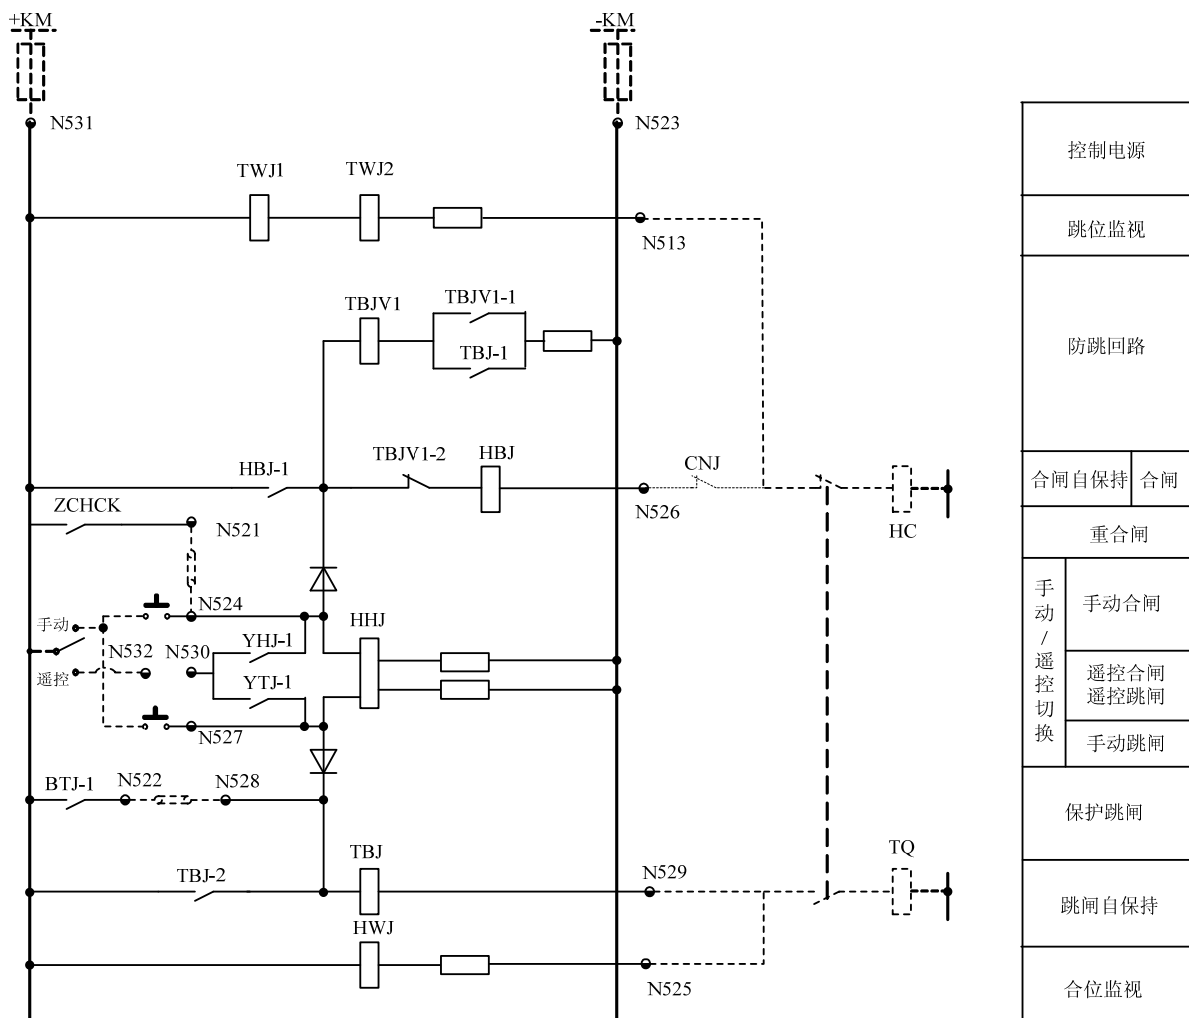 +KM
-KM
N531
N523
控制电源
TWJ1
TWJ2
N513
跳位监视
TBJV1
TBJV1-1
TBJ-1
防跳回路
HBJ-1
TBJV1-2
HBJ
CNJ
N526
HC
合闸自保持
合闸
ZCHCK
N521
重合闸
N524
手动
遥控
N532
N530
YHJ-1
YTJ-1
HHJ
N527
手动/遥控切换
手动合闸
遥控合闸
遥控跳闸
手动跳闸
BTJ-1
N522
N528
保护跳闸
TBJ-2
TBJ
N529
TQ
跳闸自保持
HWJ
N525
合位监视